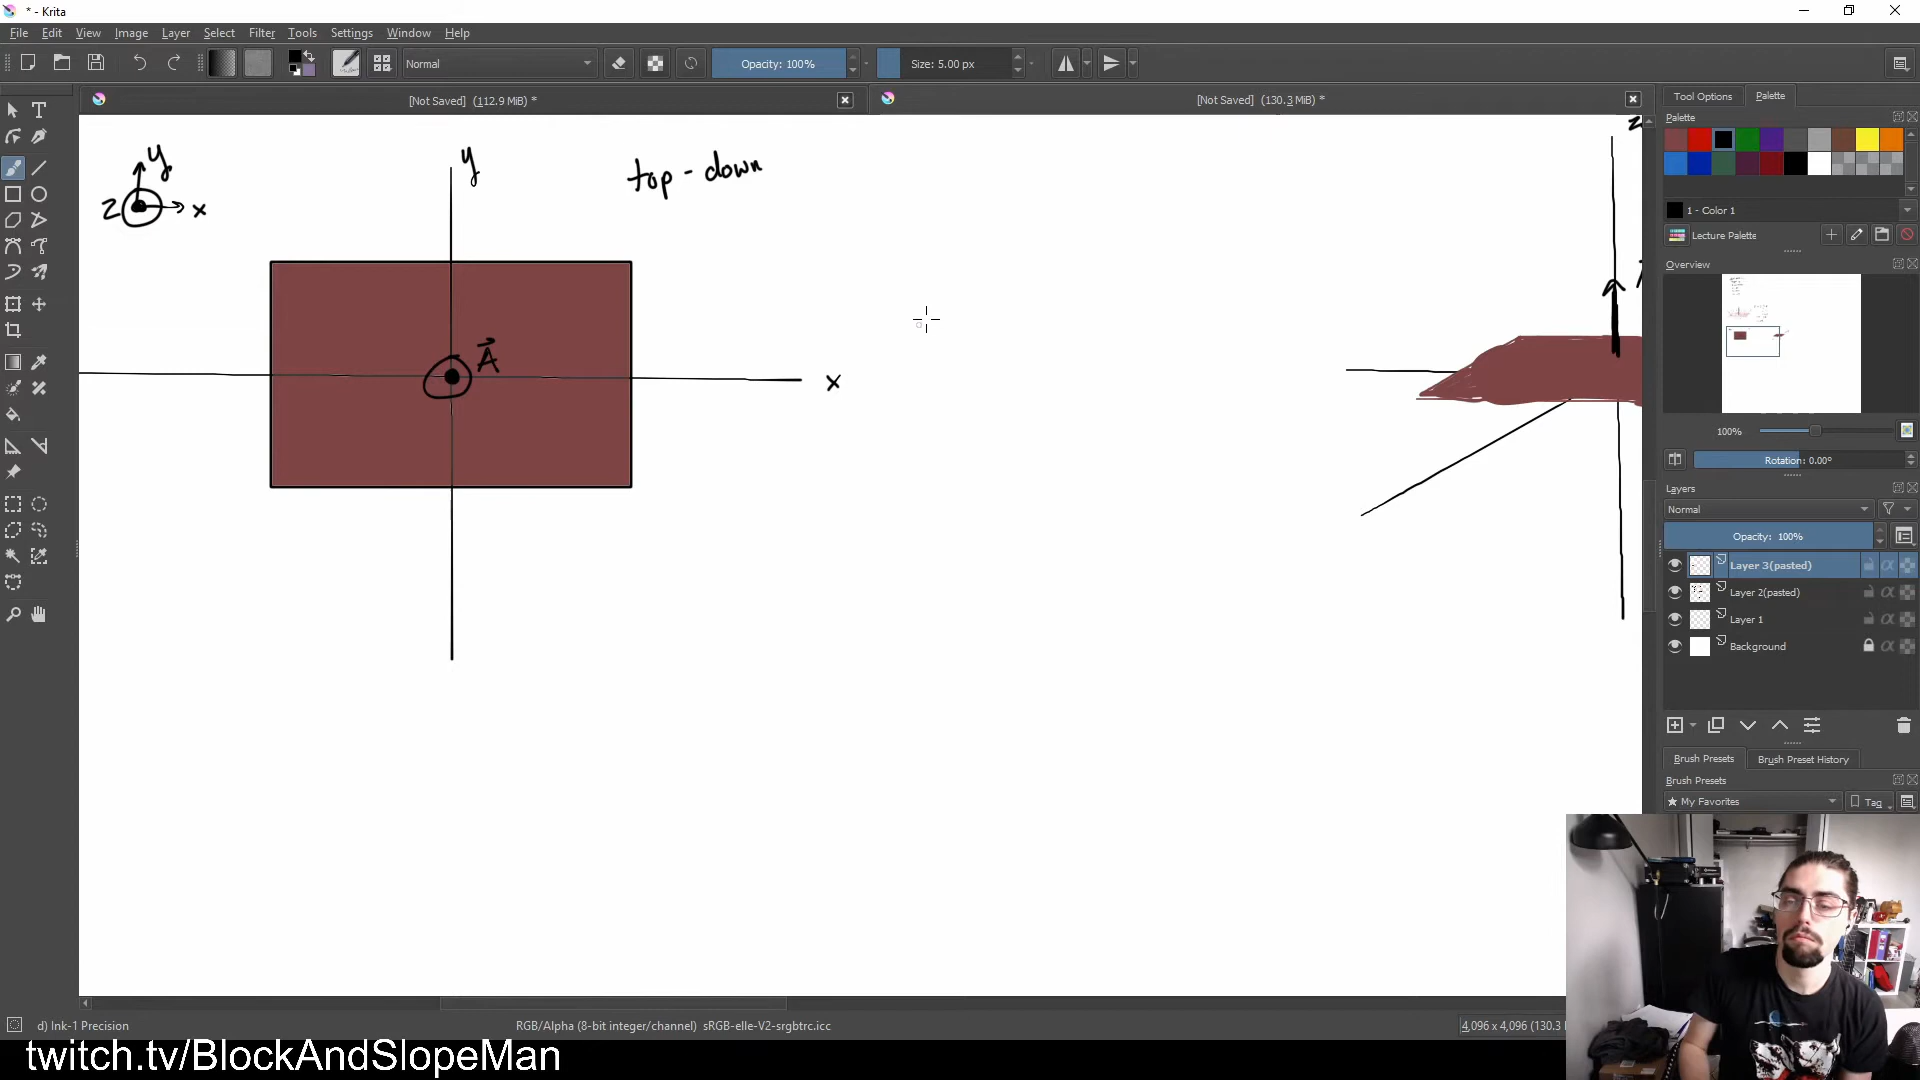 * - Krita
File Edit View Image Layer Select Filter Tools Settings Window Help
Normal
Opacity: 100%
Size: 5.00 px
[Not Saved] (112.9 MiB) *
[Not Saved] (130.3 MiB) *
Tool Options Palette
Palette
1 - Color 1
Lecture Palette
Overview
100%
Rotation: 0.00°
Layers
Normal
Opacity: 100%
Layer 3(pasted)
Layer 2(pasted)
Layer 1
Background
Brush Presets Brush Preset History
Brush Presets
My Favorites
Tag
y
z
x
y
top - down
A
x
z
d) Ink-1 Precision
RGB/Alpha (8-bit integer/channel) sRGB-elle-V2-srgbtrc.icc
4,096 x 4,096 (130.3
twitch.tv/BlockAndSlopeMan